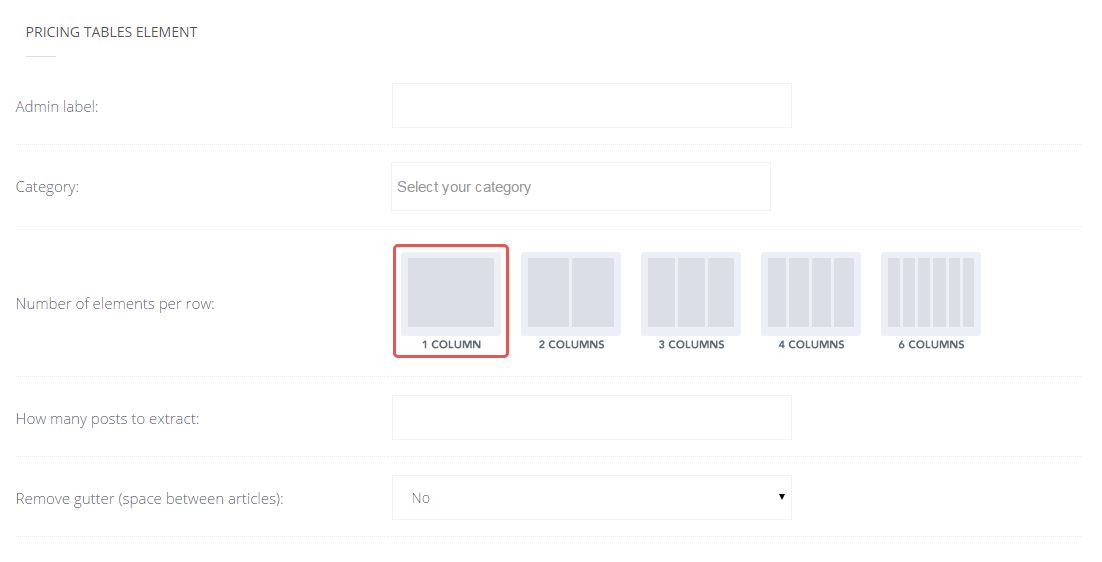 PRICING TABLES ELEMENT
Admin label:
Category:
Select your category
Number of elements per row:
1 COLUMN
2 COLUMNS
3 COLUMNS
4 COLUMNS
6 COLUMNS
How many posts to extract:
Remove gutter (space between articles):
No